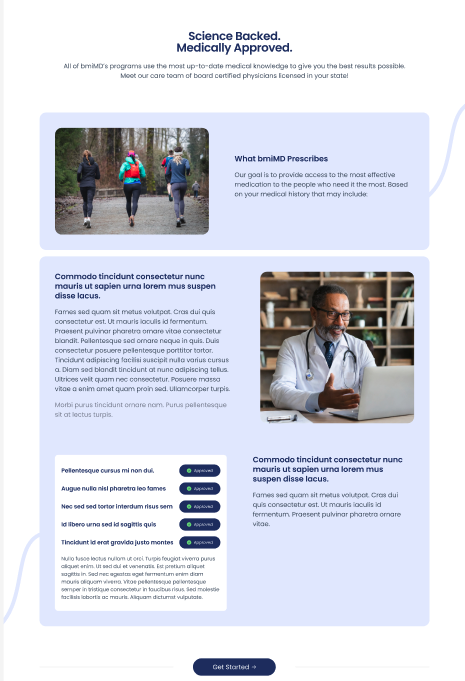 Science Backed.
Medically Approved.
All of bmiMD's programs use the most up-to-date medical knowledge to give you the best results possible.
Meet our care team of board certified physicians licensed in your state!
What bmiMD Prescribes
Our goal is to provide access to the most effective
medication to the people who need it the most. Based
on your medical history that may include:
Commodo tincidunt consectetur nunc
mauris ut sapien urna lorem mus suspen
disse lacus.
Fames sed quam sit metus volutpat. Cras dui quis
consectetur est. Ut mauris iaculis id fermentum.
Praesent pulvinar pharetra ornare vitae consectetur
blandit. Pellentesque sed ornare neque in quis. Duis
consectetur posuere pellentesque porttitor tortor.
Tincidunt adipiscing facilisi suscipit nulla varius cursus
a. Diam sed blandit tincidunt at nunc adipiscing tellus.
Ultrices velit quam nec consectetur. Posuere massa
vitae a enim amet quam proin sed. Ullamcorper turpis.
Morbi purus tincidunt ornare nam. Purus pellentesque
sit at lectus turpis.
Pellentesque cursus mi non dui. Approved
Augue nulla nisl pharetra leo fames Approved
Nec sed sed tortor interdum risus sem Approved
Id libero urna sed id sagittis quis Approved
Tincidunt id erat gravida justo montes Approved
Nulla fusce lectus nullam ut orci. Turpis feugiat viverra purus
aliquet enim. Ut sed dui et venenatis. Est pretium aliquet
sagittis in. Sed nec egestas eget fermentum enim diam
mauris aliquam viverra. Vitae pellentesque pellentesque
semper in tristique consectetur in faucibus risus. Sed molestie
facilisis lobortis ac mauris. Aliquam dictumst vulputate.
Commodo tincidunt consectetur nunc
mauris ut sapien urna lorem mus
suspen disse lacus.
Fames sed quam sit metus volutpat. Cras dui
quis consectetur est. Ut mauris iaculis id
fermentum. Praesent pulvinar pharetra ornare
vitae.
Get Started →